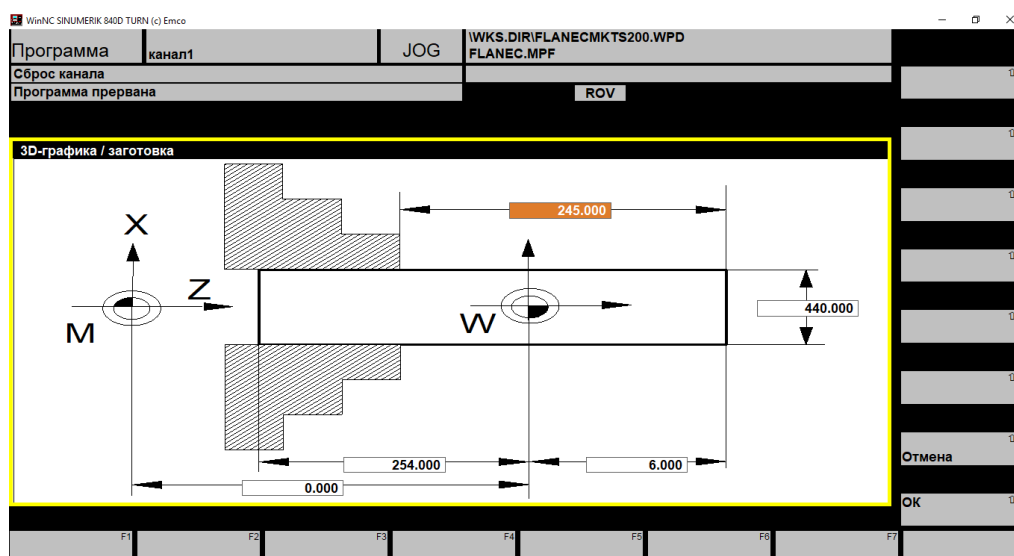 WinNC SINUMERIK 840D TURN (c) Emco
Программа
канал1
JOG
\WKS.DIR\FLANECMKTS200.WPD
FLANEC.MPF
Сброс канала
Программа прервана
ROV
3D-графика / заготовка
245.000
X
Z
M
W
440.000
254.000
6.000
0.000
Отмена
ОК
F1
F2
F3
F4
F5
F6
F7